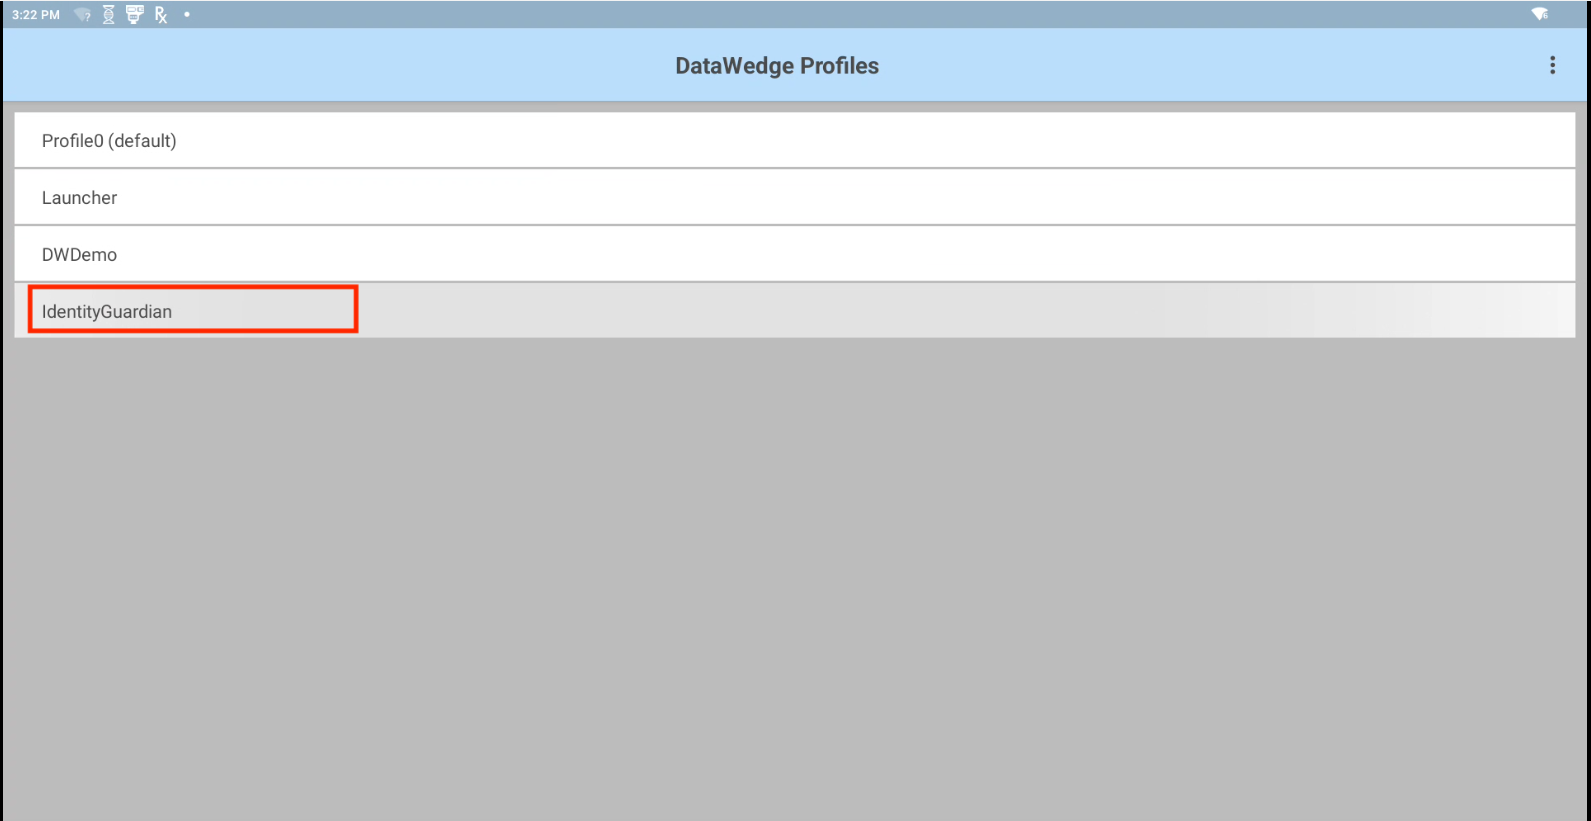 3:22 PM
DataWedge Profiles
Profile0 (default)
Launcher
DWDemo
IdentityGuardian